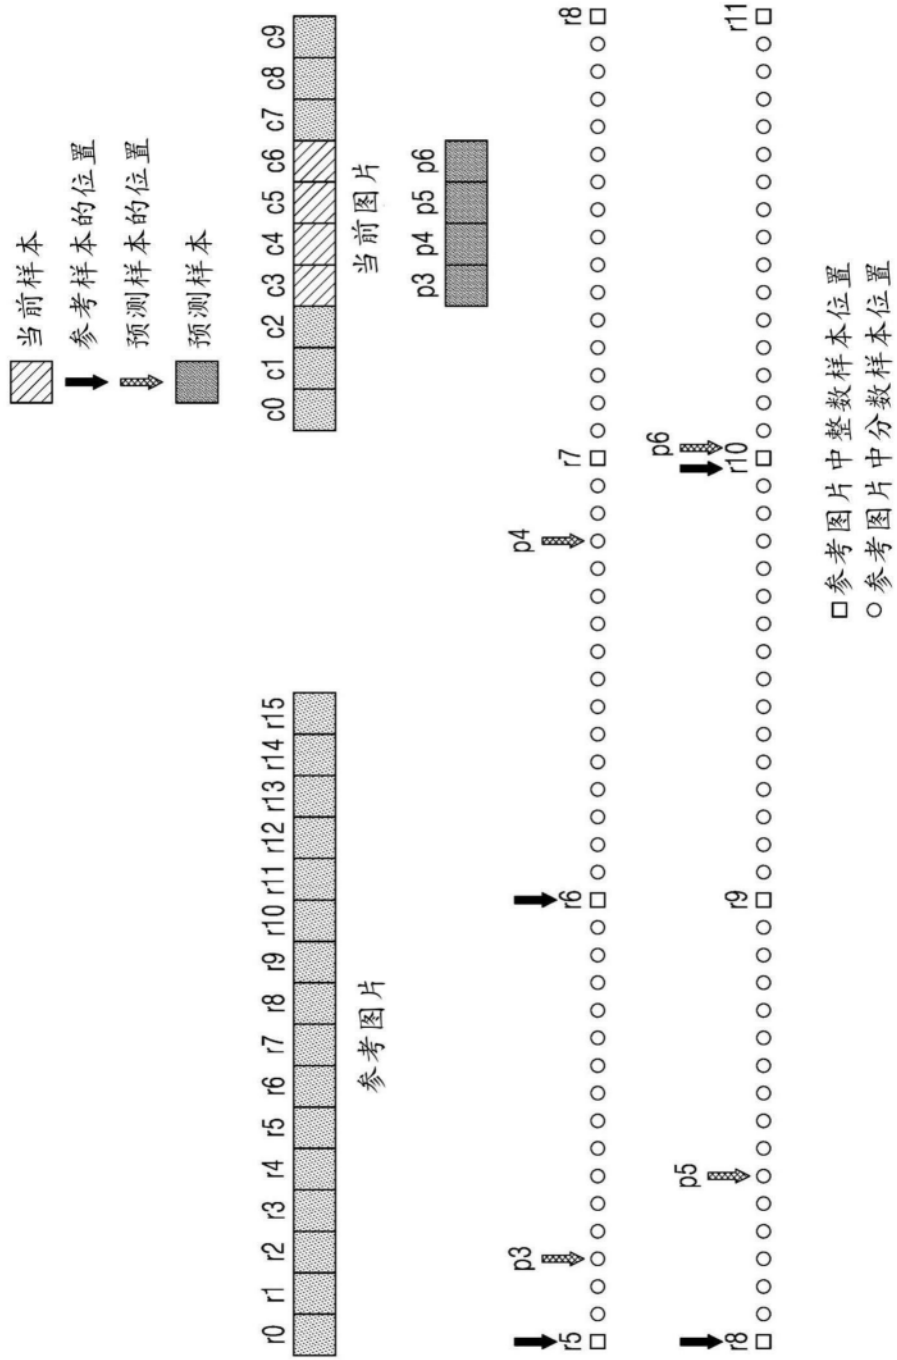 当前样本
参考样本的位置
预测样本的位置
预测样本
r0 r1 r2 r3 r4 r5 r6 r7 r8 r9 r10 r11 r12 r13 r14 r15
参考图片
c0 c1 c2 c3 c4 c5 c6 c7 c8 c9
当前图片
p3 p4 p5 p6
p3 p4
r5 r6 r7 r8
p5 p6
r8 r9 r10 r11
参考图片中整数样本位置
参考图片中分数样本位置